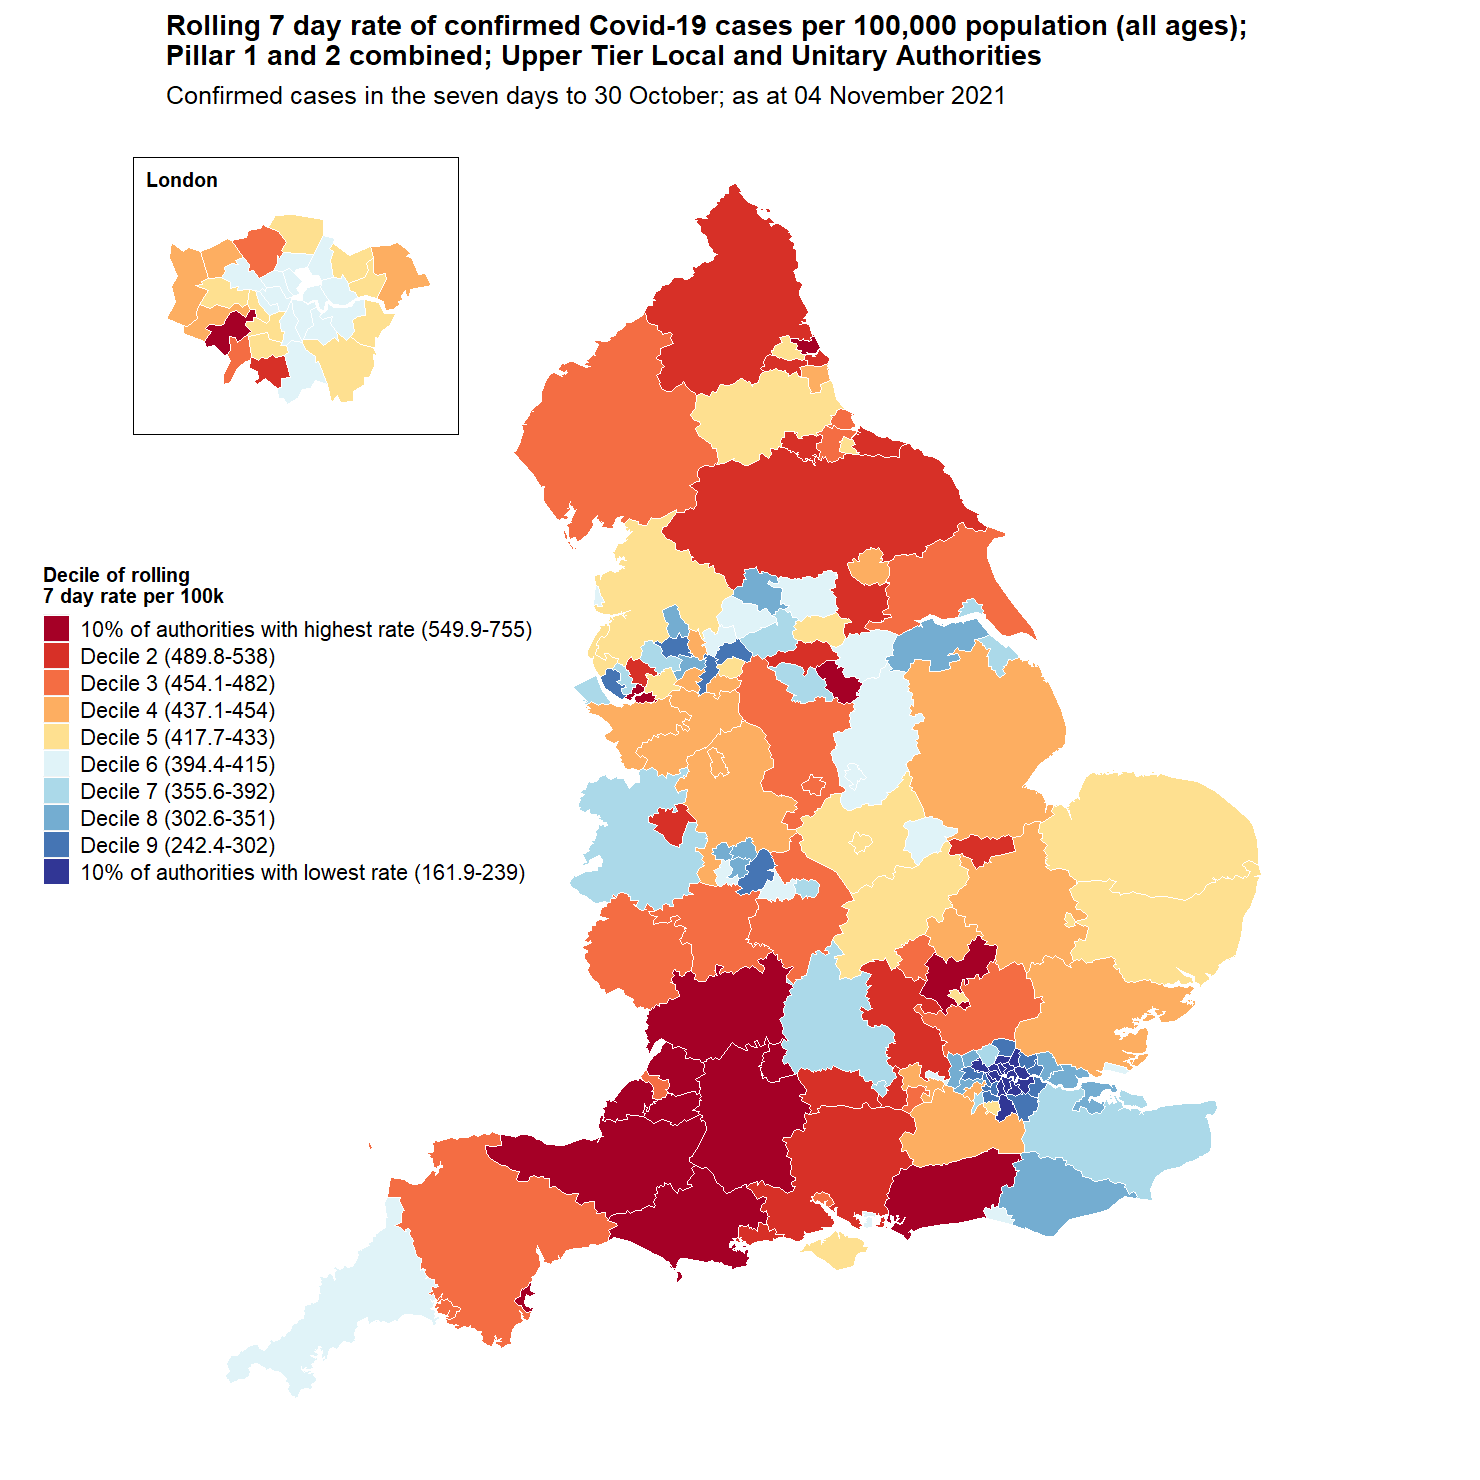 Rolling 7 day rate of confirmed Covid-19 cases per 100,000 population (all ages);
Pillar 1 and 2 combined; Upper Tier Local and Unitary Authorities
Confirmed cases in the seven days to 30 October; as at 04 November 2021
London
Decile of rolling
7 day rate per 100k
10% of authorities with highest rate (549.9-755)
Decile 2 (489.8-538)
Decile 3 (454.1-482)
Decile 4 (437.1-454)
Decile 5 (417.7-433)
Decile 6 (394.4-415)
Decile 7 (355.6-392)
Decile 8 (302.6-351)
Decile 9 (242.4-302)
10% of authorities with lowest rate (161.9-239)